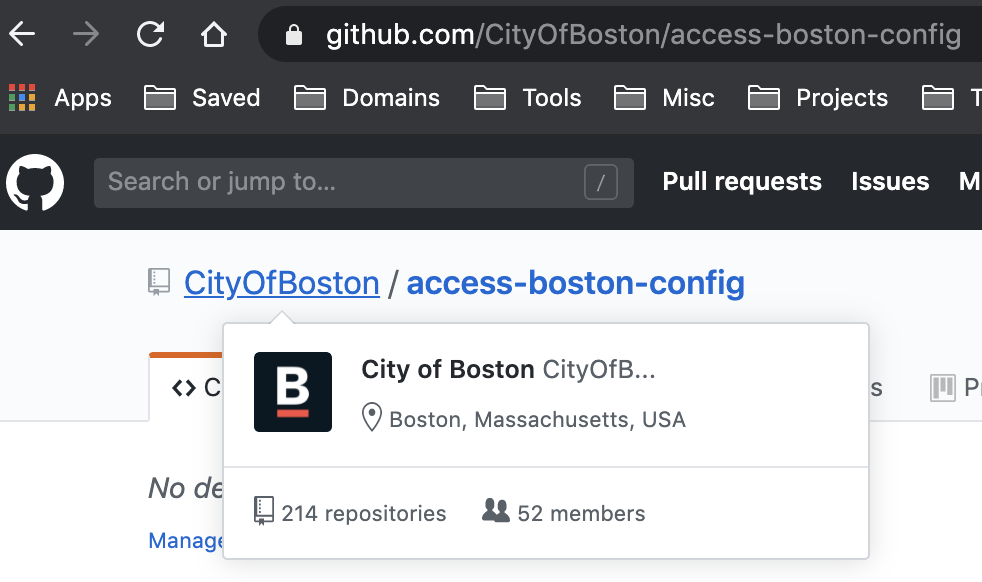 github.com/CityOfBoston/access-boston-config
Apps Saved Domains Tools Misc Projects T
Search or jump to... / Pull requests Issues M
CityOfBoston / access-boston-config
City of Boston CityOfB...
Boston, Massachusetts, USA
<> C s P
No de
Manage
B
214 repositories 52 members